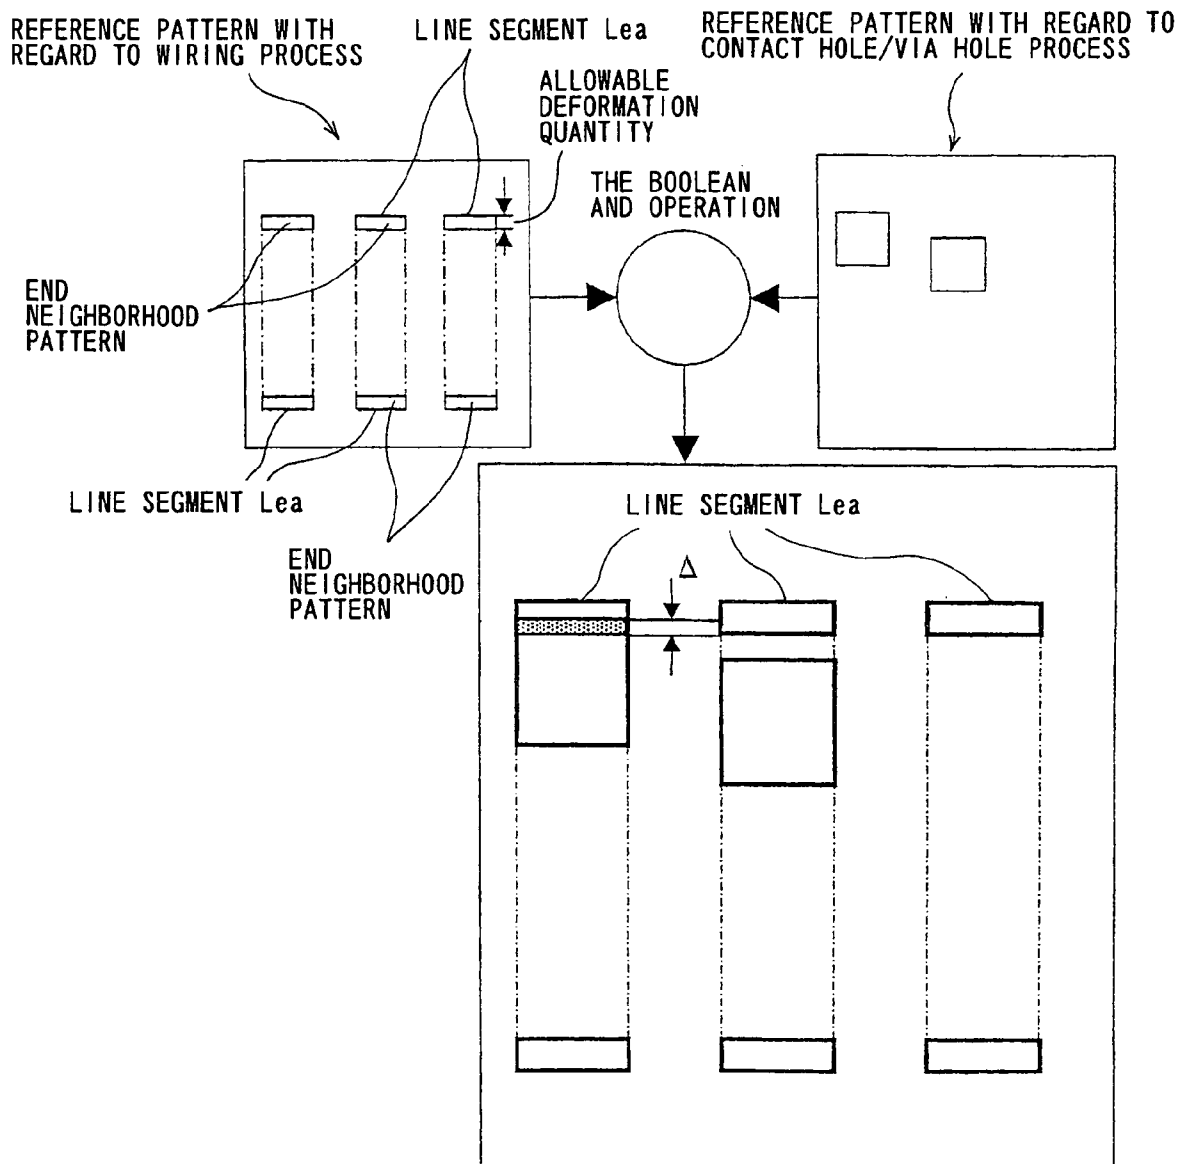 REFERENCE PATTERN WITH
REGARD TO WIRING PROCESS
LINE SEGMENT Lea
REFERENCE PATTERN WITH REGARD TO
CONTACT HOLE/VIA HOLE PROCESS
ALLOWABLE
DEFORMATION
QUANTITY
THE BOOLEAN
AND OPERATION
END
NEIGHBORHOOD
PATTERN
LINE SEGMENT Lea
END
NEIGHBORHOOD
PATTERN
LINE SEGMENT Lea
Δ